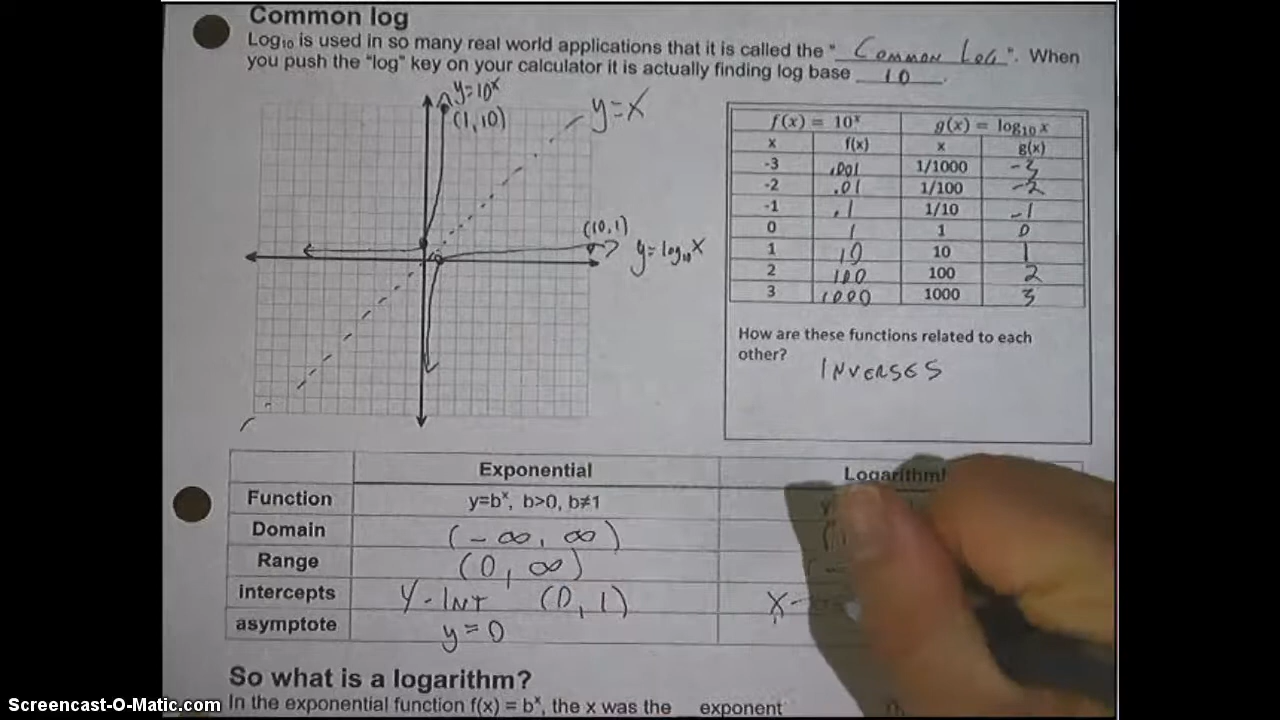 Common log
Log₁₀ is used in so many real world applications that it is called the "Common Log". When
you push the "log" key on your calculator it is actually finding log base 10.
y=10ˣ
(1,10)
y=x
(10,1)
y=log₁₀x
f(x) = 10ˣ g(x) = log₁₀x
x f(x) x g(x)
-3 .001 1/1000 -3
-2 .01 1/100 -2
-1 .1 1/10 -1
0 1 1 0
1 10 10 1
2 100 100 2
3 1000 1000 3
How are these functions related to each
other?
INVERSES
Exponential Logarithm
Function y=bˣ, b>0, b≠1
Domain (-∞, ∞)
Range (0, ∞)
intercepts Y-INT (0,1) X-
asymptote y=0
So what is a logarithm?
In the exponential function f(x) = bˣ, the x was the exponent
Screencast-O-Matic.com